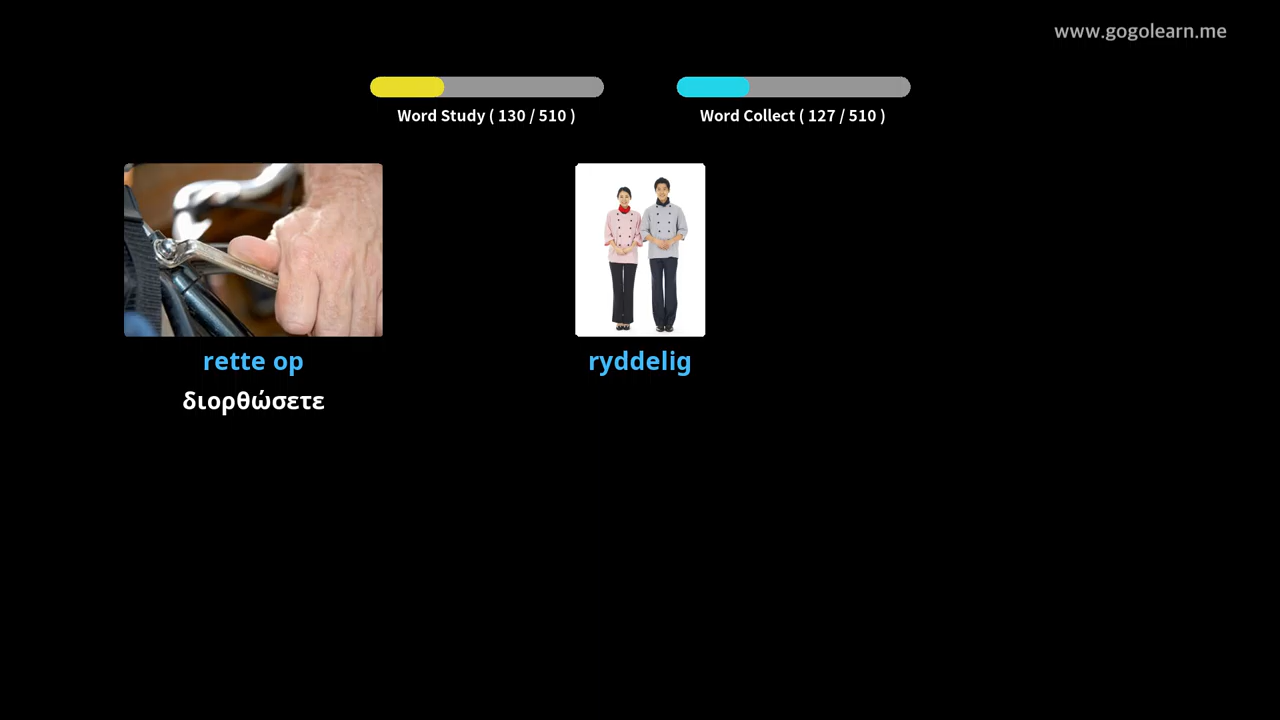 www.gogolearn.me
Word Study ( 130 / 510 )
Word Collect ( 127 / 510 )
rette op
διορθώσετε
ryddelig